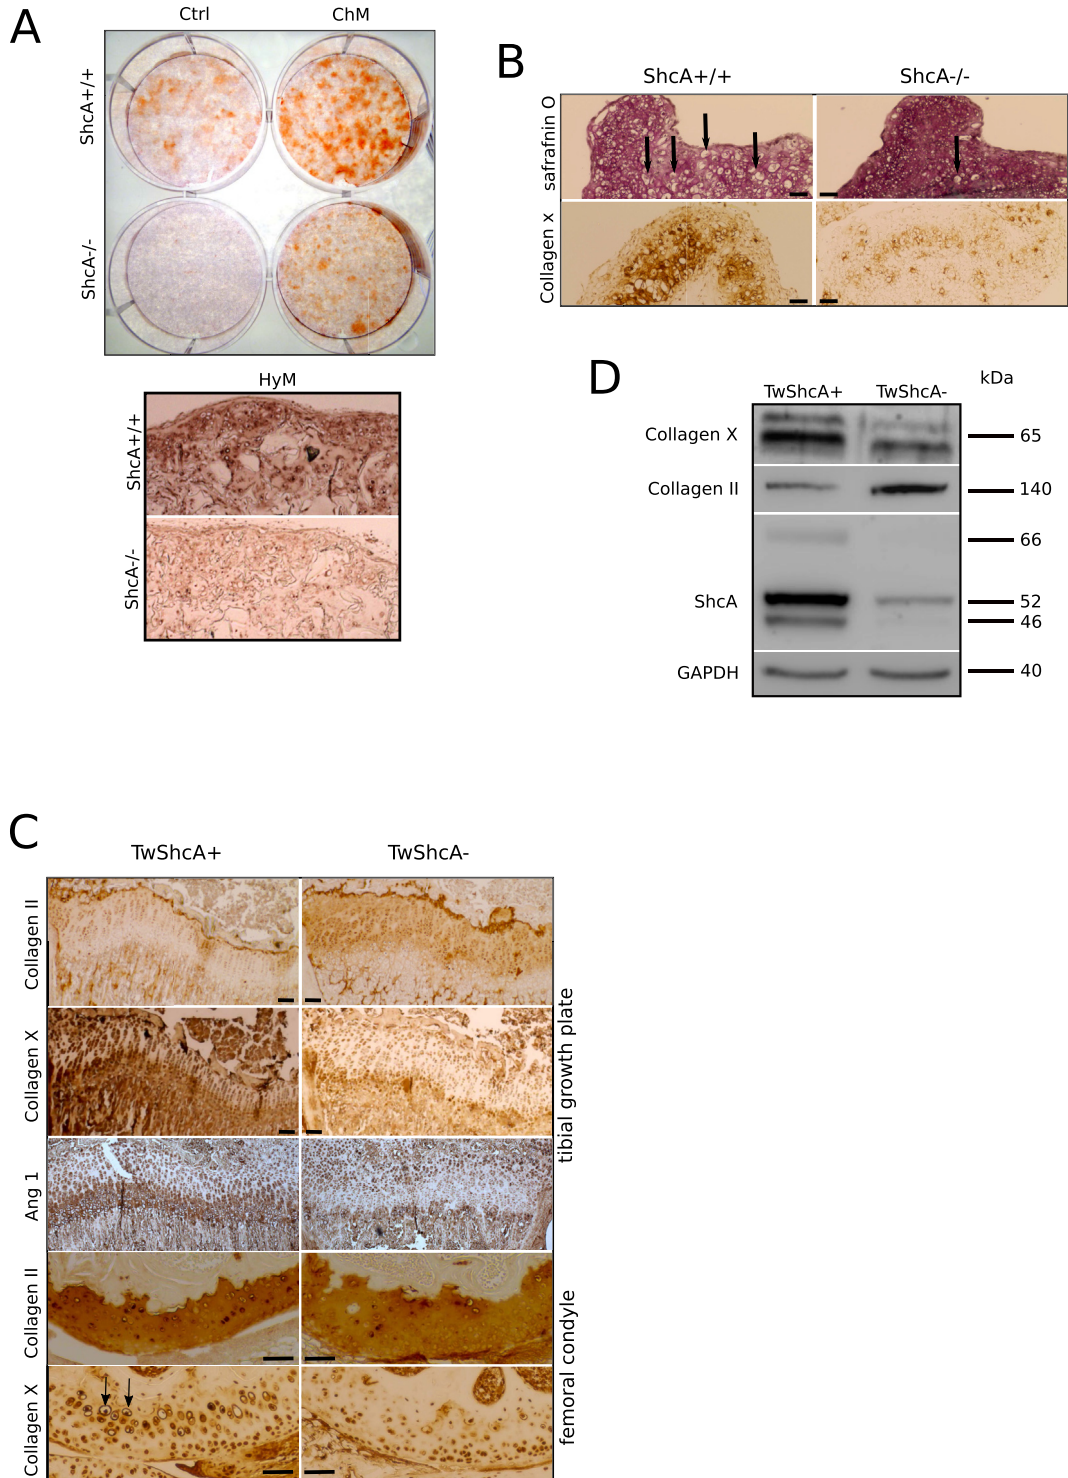 A
Ctrl ChM
ShcA+/+
ShcA-/-
HyM
ShcA+/+
ShcA-/-
B
ShcA+/+ ShcA-/-
safrafnin O
Collagen x
D
TwShcA+ TwShcA- kDa
Collagen X 65
Collagen II 140
66
ShcA 52
46
GAPDH 40
C
TwShcA+ TwShcA-
Collagen II
Collagen X
Ang 1
tibial growth plate
Collagen II
Collagen X
femoral condyle